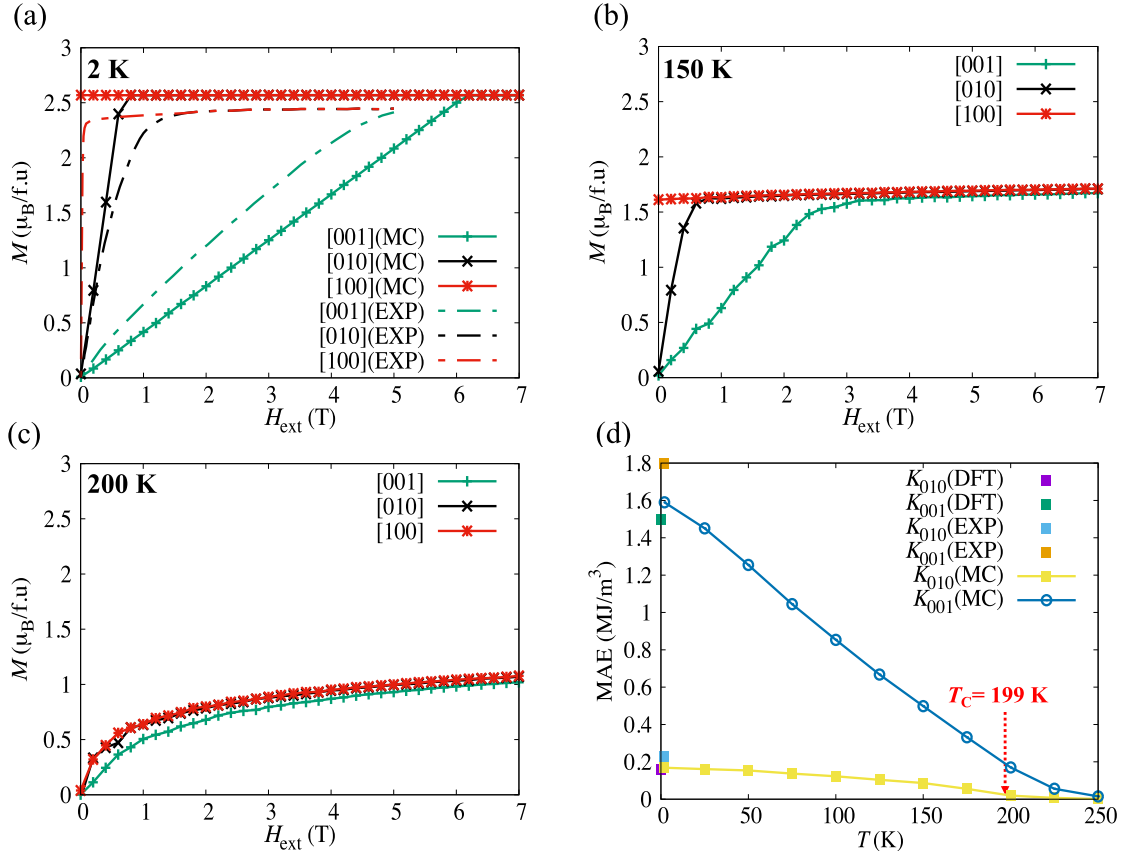 (a)
3
2.5
2
1.5
1
0.5
0
M (μB/f.u)
2 K
[001](MC)
[010](MC)
[100](MC)
[001](EXP)
[010](EXP)
[100](EXP)
0 1 2 3 4 5 6 7
Hext (T)
(b)
3
2.5
2
1.5
1
0.5
0
M (μB/f.u)
150 K
[001]
[010]
[100]
0 1 2 3 4 5 6 7
Hext (T)
(c)
3
2.5
2
1.5
1
0.5
0
M (μB/f.u)
200 K
[001]
[010]
[100]
0 1 2 3 4 5 6 7
Hext (T)
(d)
1.8
1.6
1.4
1.2
1
0.8
0.6
0.4
0.2
0
MAE (MJ/m³)
K010(DFT)
K001(DFT)
K010(EXP)
K001(EXP)
K010(MC)
K001(MC)
TC= 199 K
0 50 100 150 200 250
T (K)